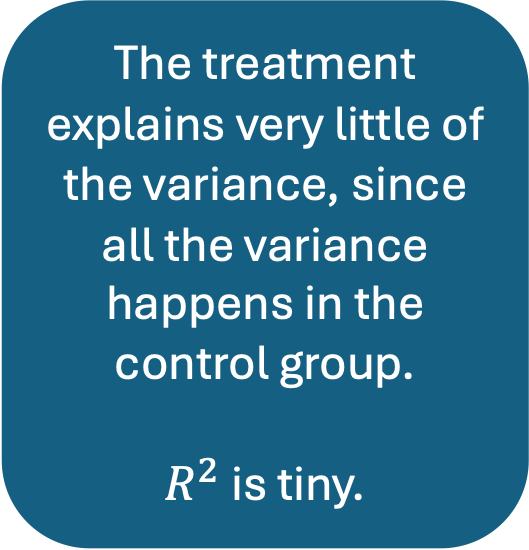 The treatment
explains very little of
the variance, since
all the variance
happens in the
control group.
R² is tiny.